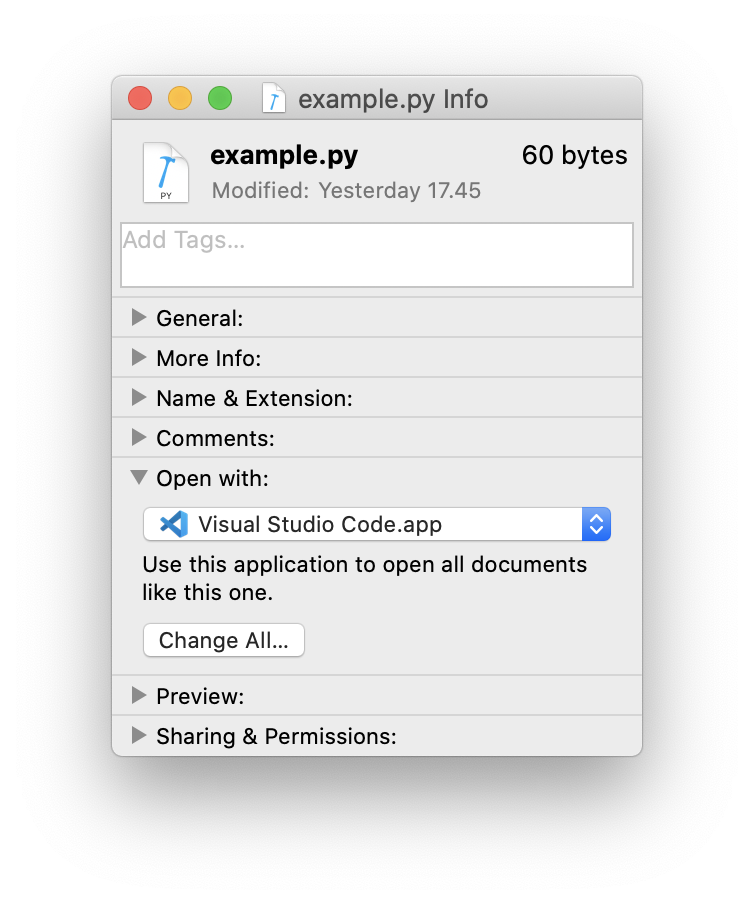 example.py Info
example.py 60 bytes
PY
Modified: Yesterday 17.45
Add Tags...
General:
More Info:
Name & Extension:
Comments:
Open with:
Visual Studio Code.app
Use this application to open all documents
like this one.
Change All...
Preview:
Sharing & Permissions: